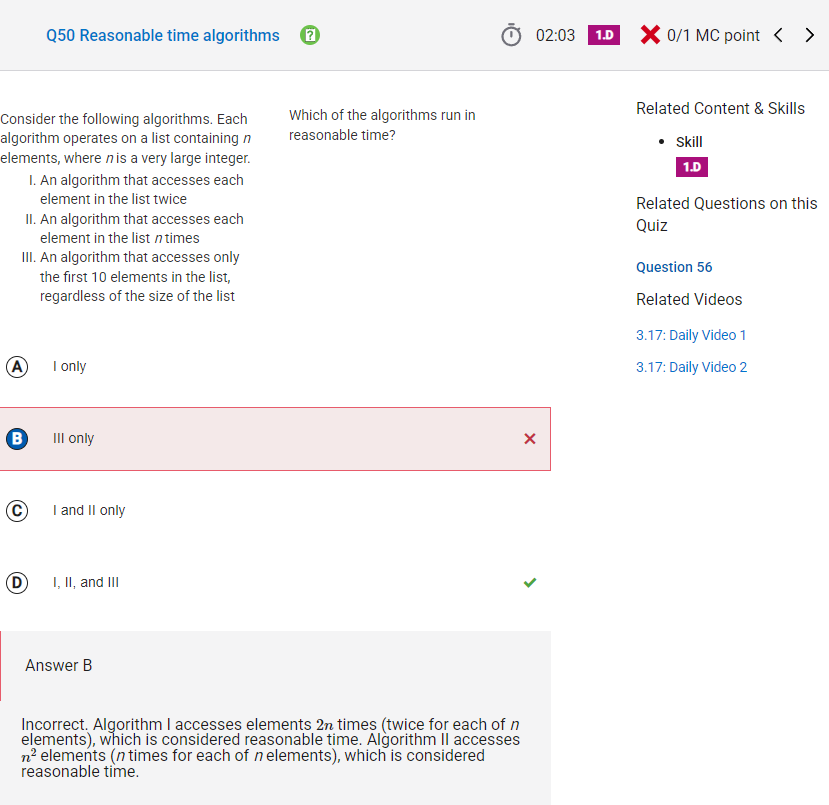 Q50 Reasonable time algorithms
?
02:03
1.D
0/1 MC point
Consider the following algorithms. Each
algorithm operates on a list containing n
elements, where n is a very large integer.
I. An algorithm that accesses each
element in the list twice
II. An algorithm that accesses each
element in the list n times
III. An algorithm that accesses only
the first 10 elements in the list,
regardless of the size of the list
Which of the algorithms run in
reasonable time?
A I only
B III only
C I and II only
D I, II, and III
Answer B
Incorrect. Algorithm I accesses elements 2n times (twice for each of n
elements), which is considered reasonable time. Algorithm II accesses
n² elements (n times for each of n elements), which is considered
reasonable time.
Related Content & Skills
• Skill
1.D
Related Questions on this
Quiz
Question 56
Related Videos
3.17: Daily Video 1
3.17: Daily Video 2